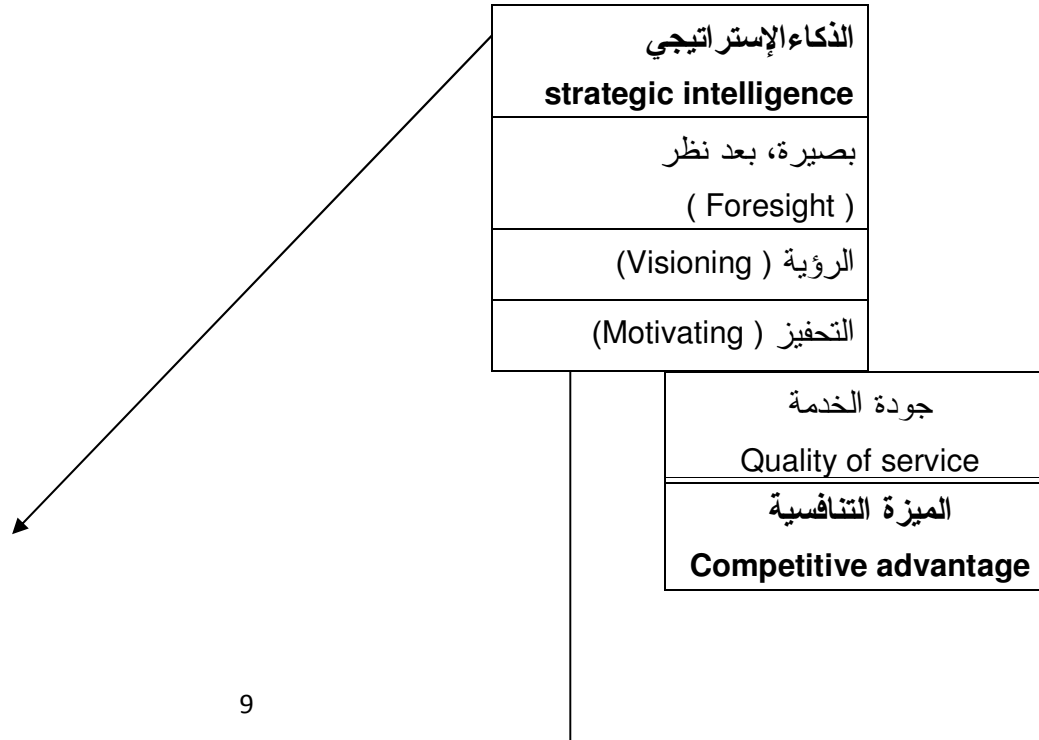 الذكاءالإستراتيجي
strategic intelligence
بصيرة، بعد نظر
( Foresight )
الرؤية ( Visioning)
التحفيز ( Motivating)
جودة الخدمة
Quality of service
الميزة التنافسية
Competitive advantage
9